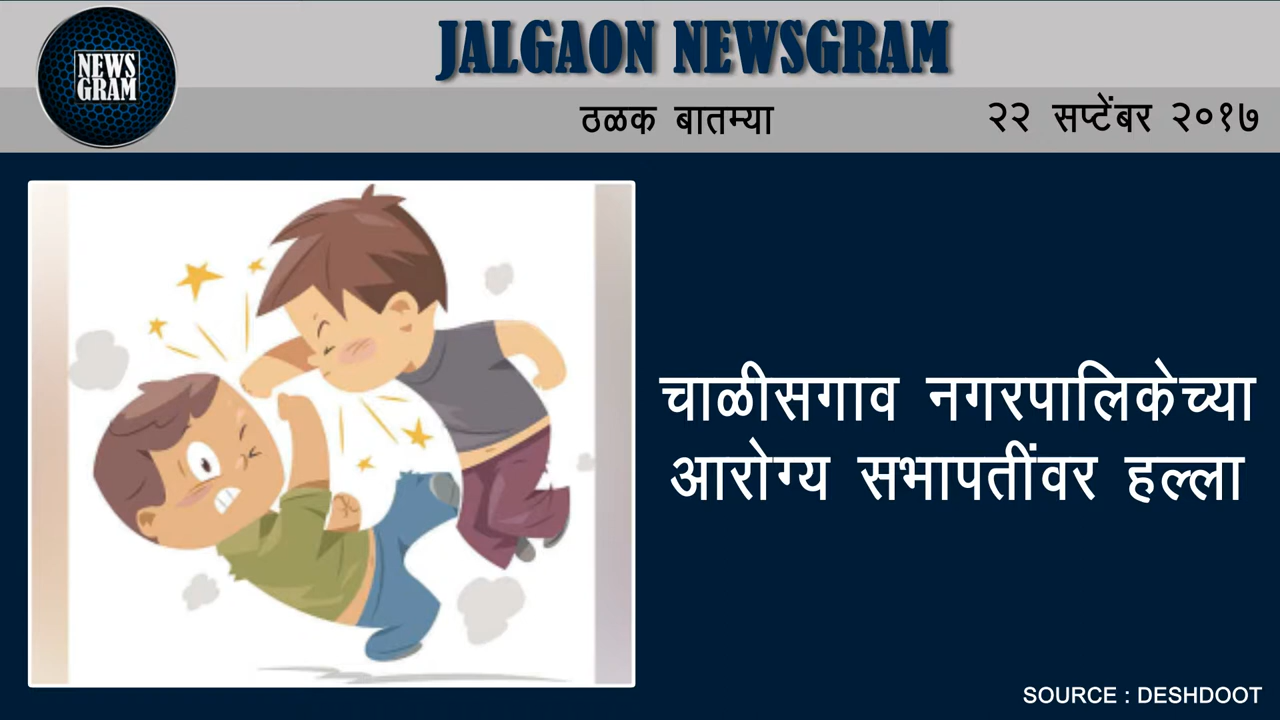 NEWS
GRAM
JALGAON NEWSGRAM
ठळक बातम्या
२२ सप्टेंबर २०१७
चाळीसगाव नगरपालिकेच्या
आरोग्य सभापतींवर हल्ला
SOURCE : DESHDOOT